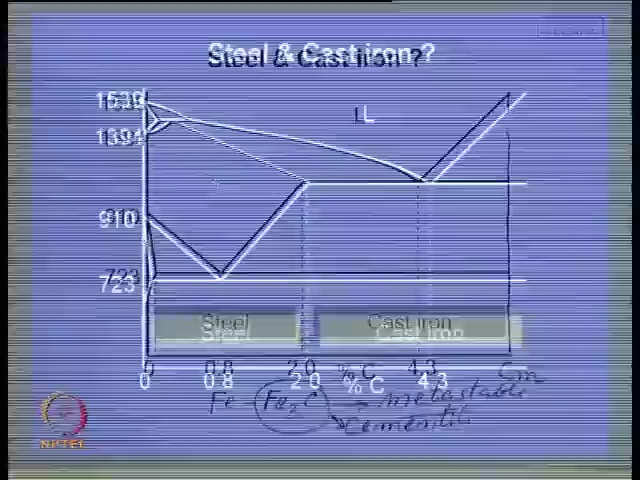 Steel & Cast iron ?
1539
L
1394
910
723
Steel Cast iron
0 0.8 2.0 % C 4.3 Cm
Fe - Fe3C → metastable
NPTEL